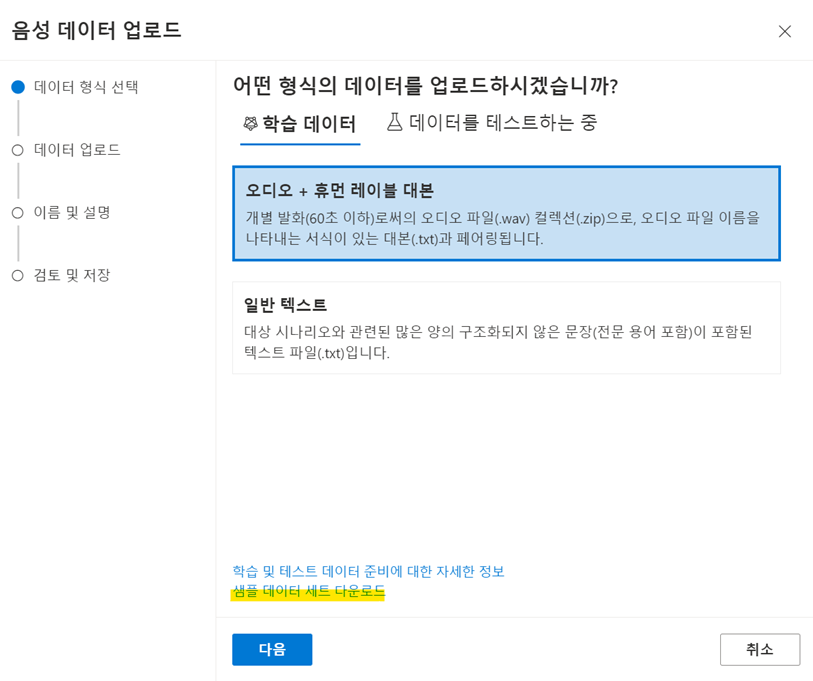 음성 데이터 업로드
데이터 형식 선택
데이터 업로드
이름 및 설명
검토 및 저장
어떤 형식의 데이터를 업로드하시겠습니까?
학습 데이터
데이터를 테스트하는 중
오디오 + 휴먼 레이블 대본
개별 발화(60초 이하)로써의 오디오 파일(.wav) 컬렉션(.zip)으로, 오디오 파일 이름을
나타내는 서식이 있는 대본(.txt)과 페어링됩니다.
일반 텍스트
대상 시나리오와 관련된 많은 양의 구조화되지 않은 문장(전문 용어 포함)이 포함된
텍스트 파일(.txt)입니다.
학습 및 테스트 데이터 준비에 대한 자세한 정보
샘플 데이터 세트 다운로드
다음
취소